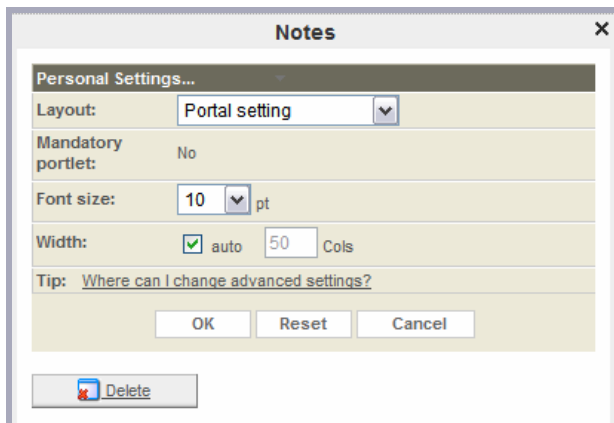 Notes
Personal Settings...
Layout: Portal setting
Mandatory
portlet: No
Font size: 10 pt
Width: auto 50 Cols
Tip: Where can I change advanced settings?
OK Reset Cancel
Delete